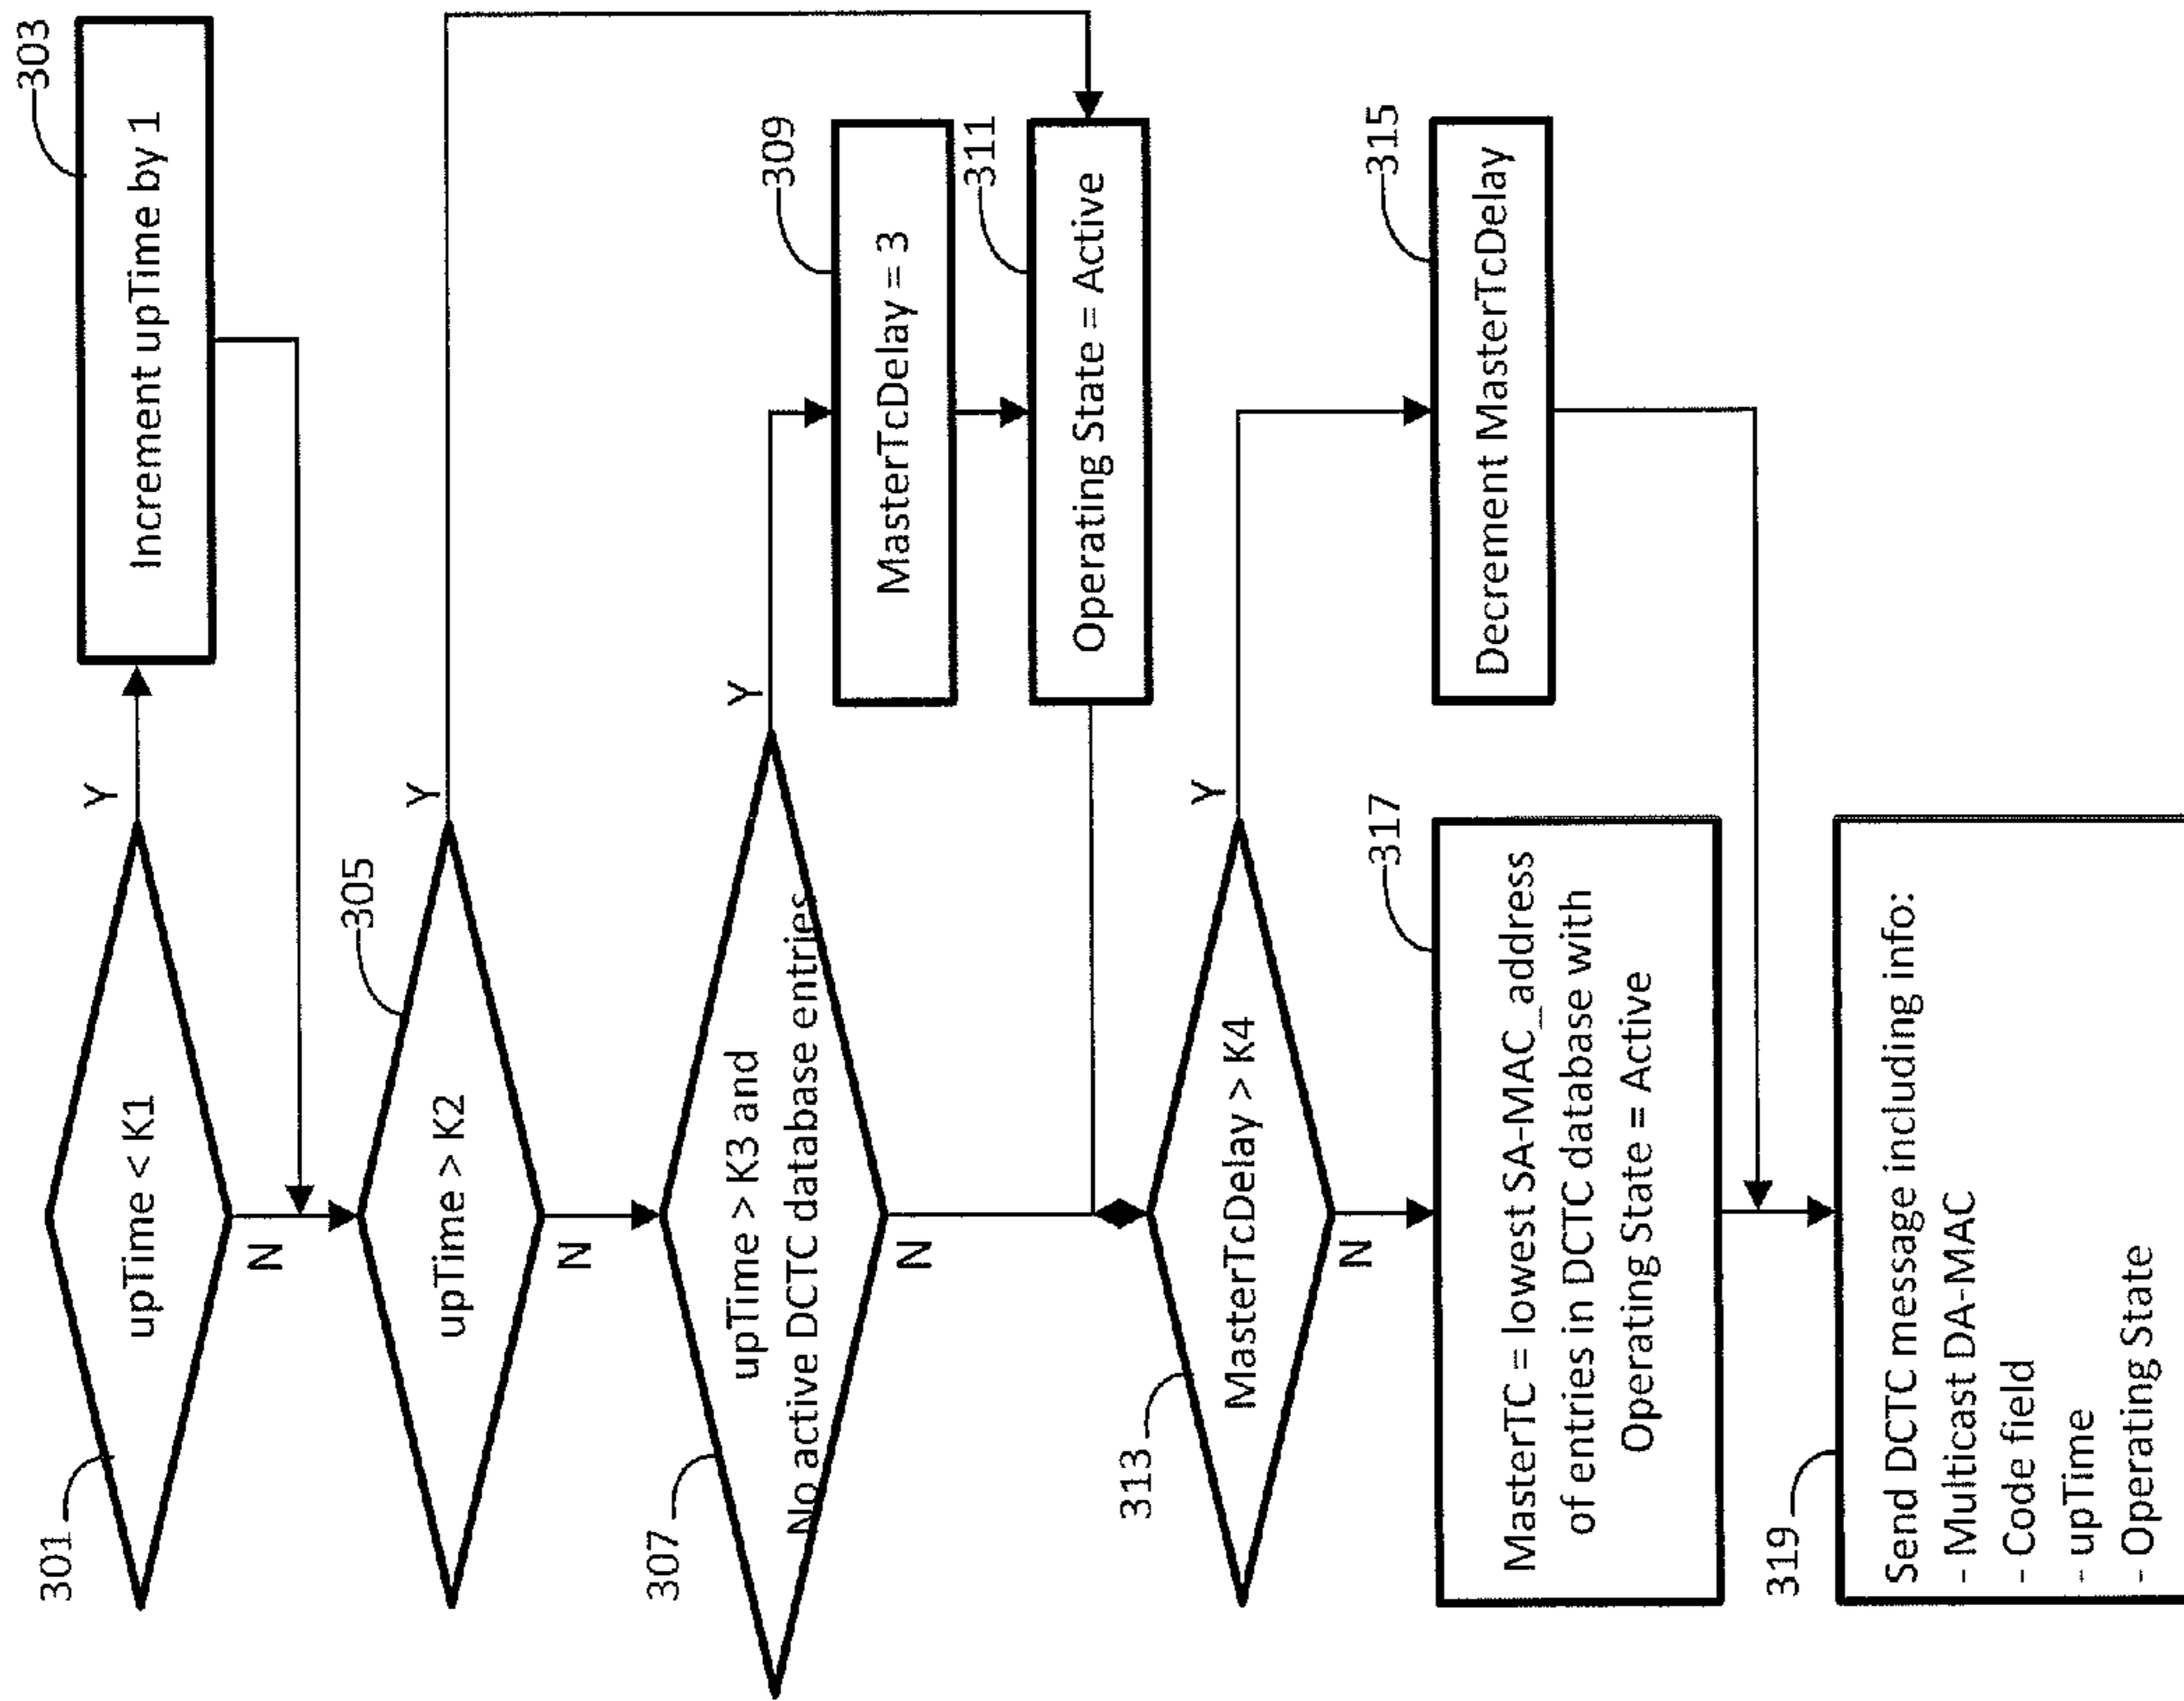 301
upTime < K1
Y
N
303
Increment upTime by 1
305
upTime > K2
Y
N
307
upTime > K3 and
No active DCTC database entries
Y
N
309
MasterTcDelay = 3
311
Operating State = Active
313
MasterTcDelay > K4
Y
N
315
Decrement MasterTcDelay
317
MasterTC = lowest SA-MAC_address
of entries in DCTC database with
Operating State = Active
319
Send DCTC message including info:
- Multicast DA-MAC
- Code field
- upTime
- Operating State